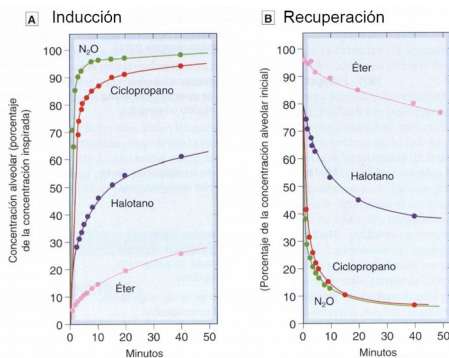 A Inducción
Concentración alveolar (porcentaje
de la concentración inspirada)
100
90
80
70
60
50
40
30
20
10
0
N₂O
Ciclopropano
Halotano
Éter
0 10 20 30 40 50
Minutos
B Recuperación
(Porcentaje de la concentración alveolar inicial)
100
90
80
70
60
50
40
30
20
10
Éter
Halotano
Ciclopropano
N₂O
0 10 20 30 40 50
Minutos